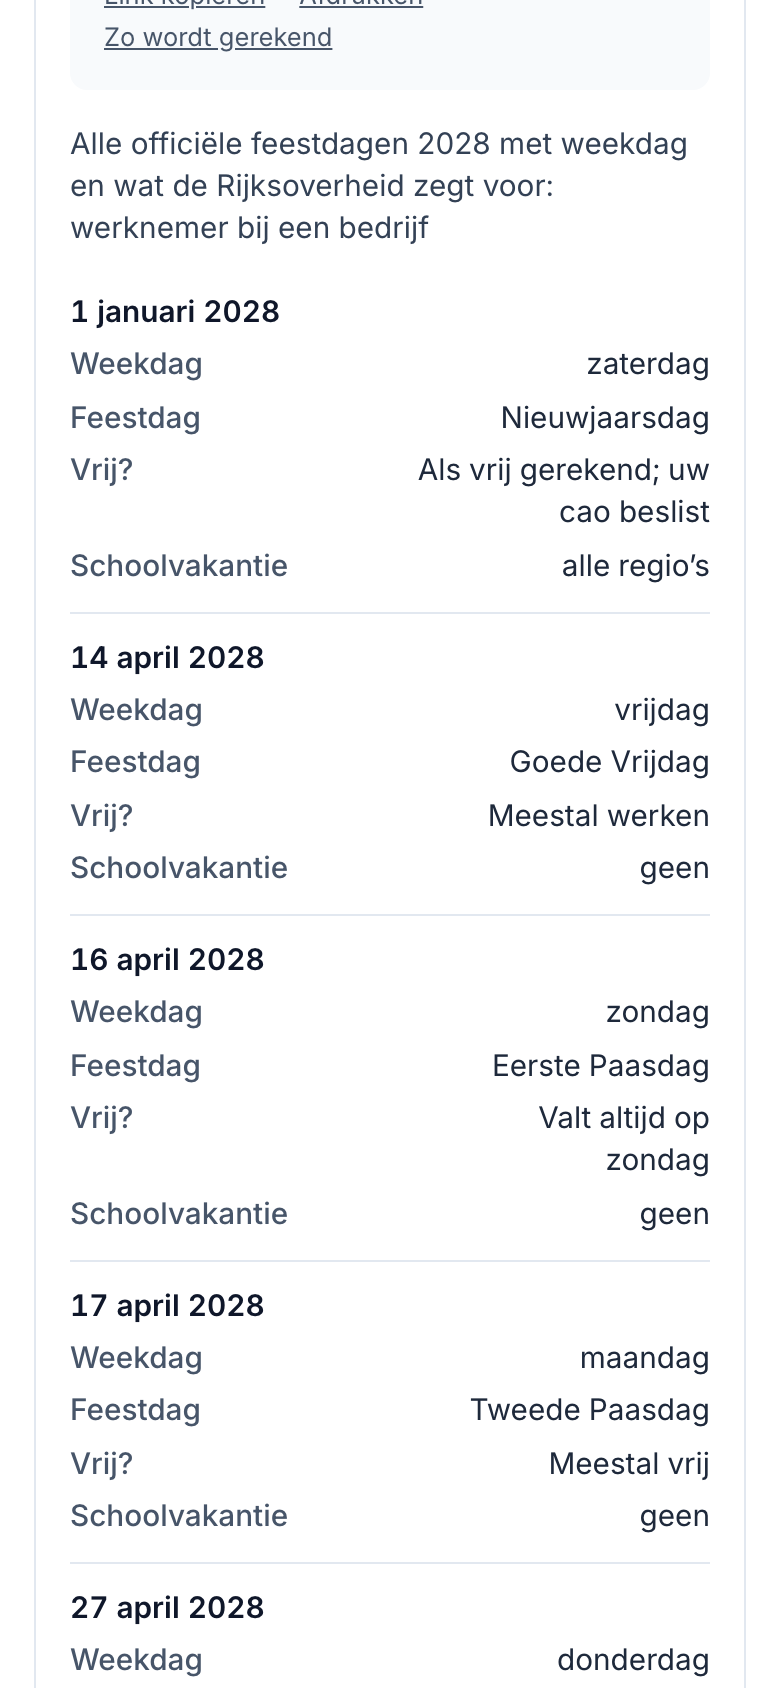 Link kopiëren Afdrukken
Zo wordt gerekend
Alle officiële feestdagen 2028 met weekdag
en wat de Rijksoverheid zegt voor:
werknemer bij een bedrijf
1 januari 2028
Weekdag zaterdag
Feestdag Nieuwjaarsdag
Vrij? Als vrij gerekend; uw
cao beslist
Schoolvakantie alle regio’s
14 april 2028
Weekdag vrijdag
Feestdag Goede Vrijdag
Vrij? Meestal werken
Schoolvakantie geen
16 april 2028
Weekdag zondag
Feestdag Eerste Paasdag
Vrij? Valt altijd op
zondag
Schoolvakantie geen
17 april 2028
Weekdag maandag
Feestdag Tweede Paasdag
Vrij? Meestal vrij
Schoolvakantie geen
27 april 2028
Weekdag donderdag